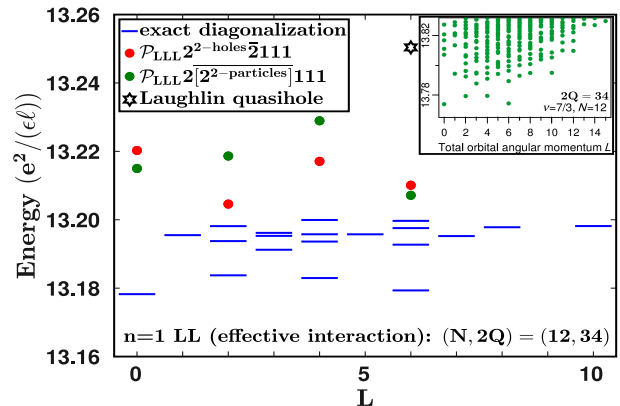 exact diagonalization
𝒫_LLL 2^{2−holes} 2̅111
𝒫_LLL 2[2̅^{2−particles}]111
Laughlin quasihole
13.26
13.24
13.22
13.20
13.18
13.16
Energy (e²/(εℓ))
13.82
13.78
2Q = 34
ν=7/3, N=12
0 2 4 6 8 10 12 14
Total orbital angular momentum L
n=1 LL (effective interaction): (N, 2Q) = (12, 34)
0 5 10
L